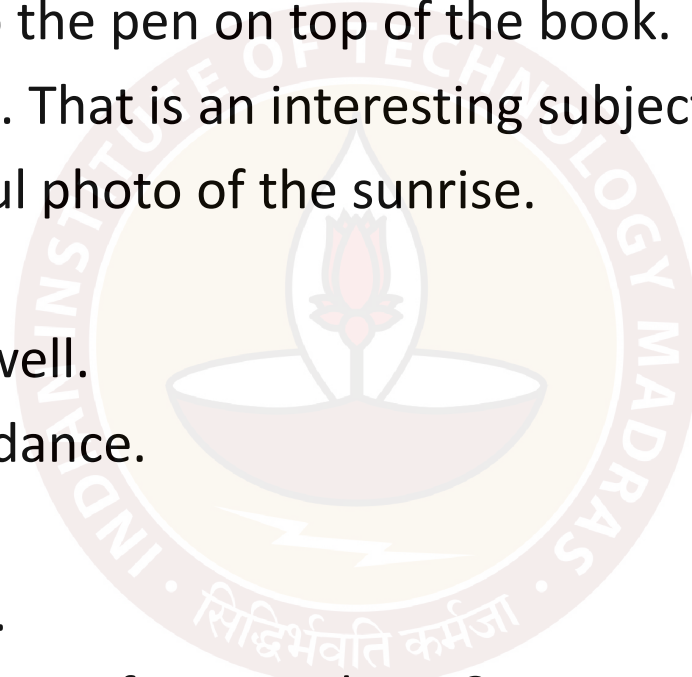 the pen on top of the book.
. That is an interesting subject
ul photo of the sunrise.
well.
dance.
.
INDIAN INSTITUTE OF TECHNOLOGY MADRAS
सिद्धिर्भवति कर्मजा